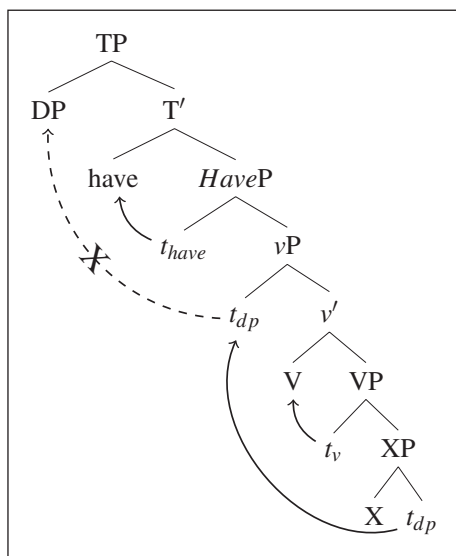 TP
DP T′
have HaveP
t_have vP
X
t_dp v′
V VP
t_v XP
X t_dp